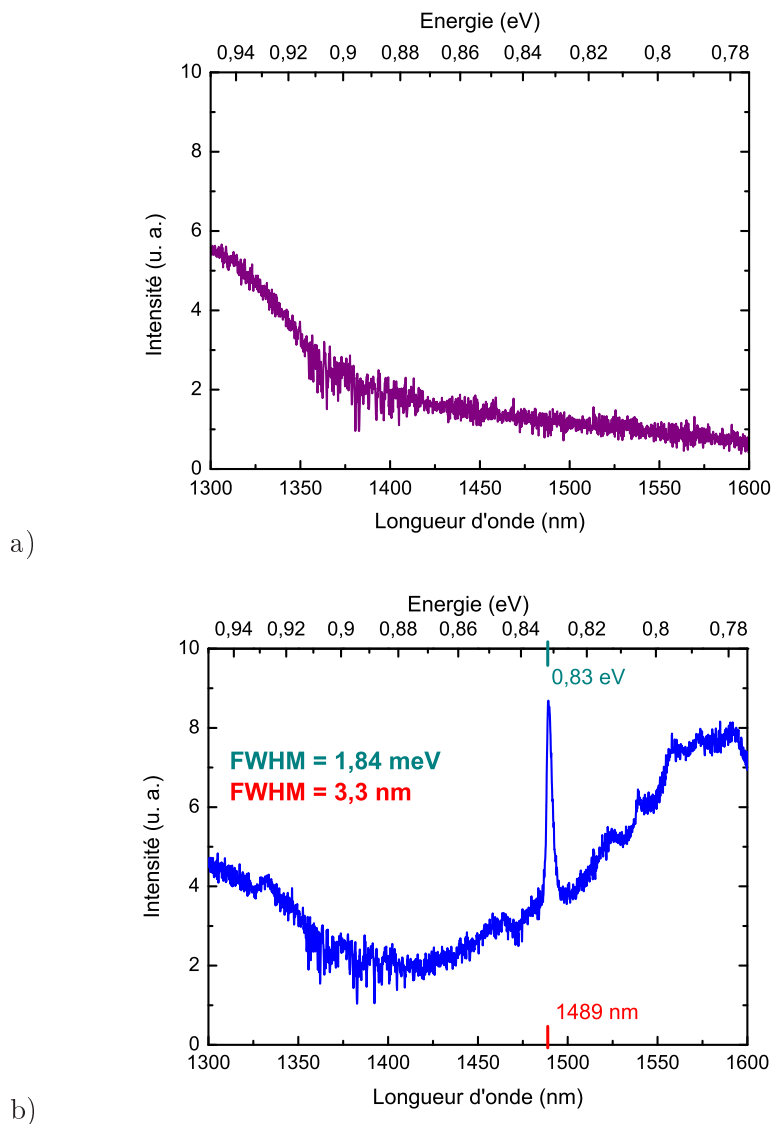 Energie (eV)
0,94 0,92 0,9 0,88 0,86 0,84 0,82 0,8 0,78
10
8
6
4
2
0
Intensité (u. a.)
1300 1350 1400 1450 1500 1550 1600
Longueur d'onde (nm)
a)
Energie (eV)
0,94 0,92 0,9 0,88 0,86 0,84 0,82 0,8 0,78
10
0,83 eV
8
FWHM = 1,84 meV
FWHM = 3,3 nm
6
4
2
1489 nm
0
Intensité (u. a.)
1300 1350 1400 1450 1500 1550 1600
Longueur d'onde (nm)
b)